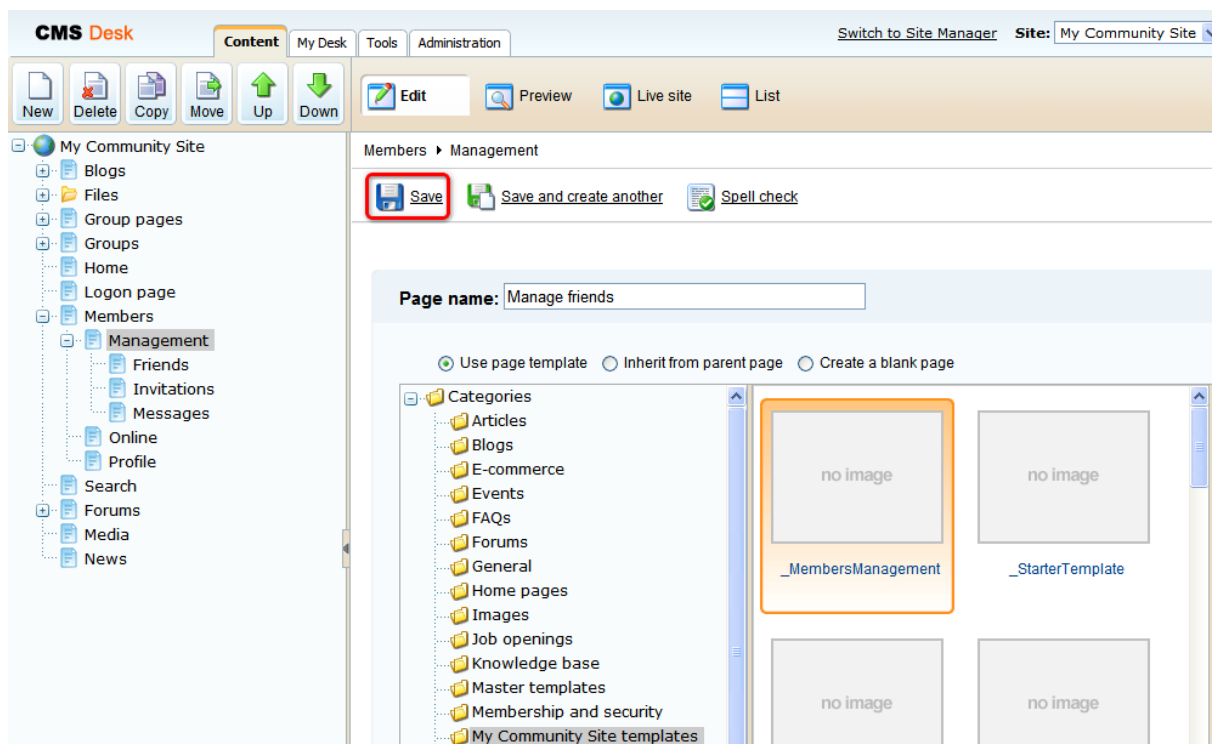 CMS Desk
Content My Desk Tools Administration
Switch to Site Manager Site: My Community Site
New Delete Copy Move Up Down
Edit Preview Live site List
My Community Site
Blogs
Files
Group pages
Groups
Home
Logon page
Members
Management
Friends
Invitations
Messages
Online
Profile
Search
Forums
Media
News
Members Management
Save Save and create another Spell check
Page name: Manage friends
Use page template Inherit from parent page Create a blank page
Categories
Articles
Blogs
E-commerce
Events
FAQs
Forums
General
Home pages
Images
Job openings
Knowledge base
Master templates
Membership and security
My Community Site templates
no image no image
_MembersManagement _StarterTemplate
no image no image